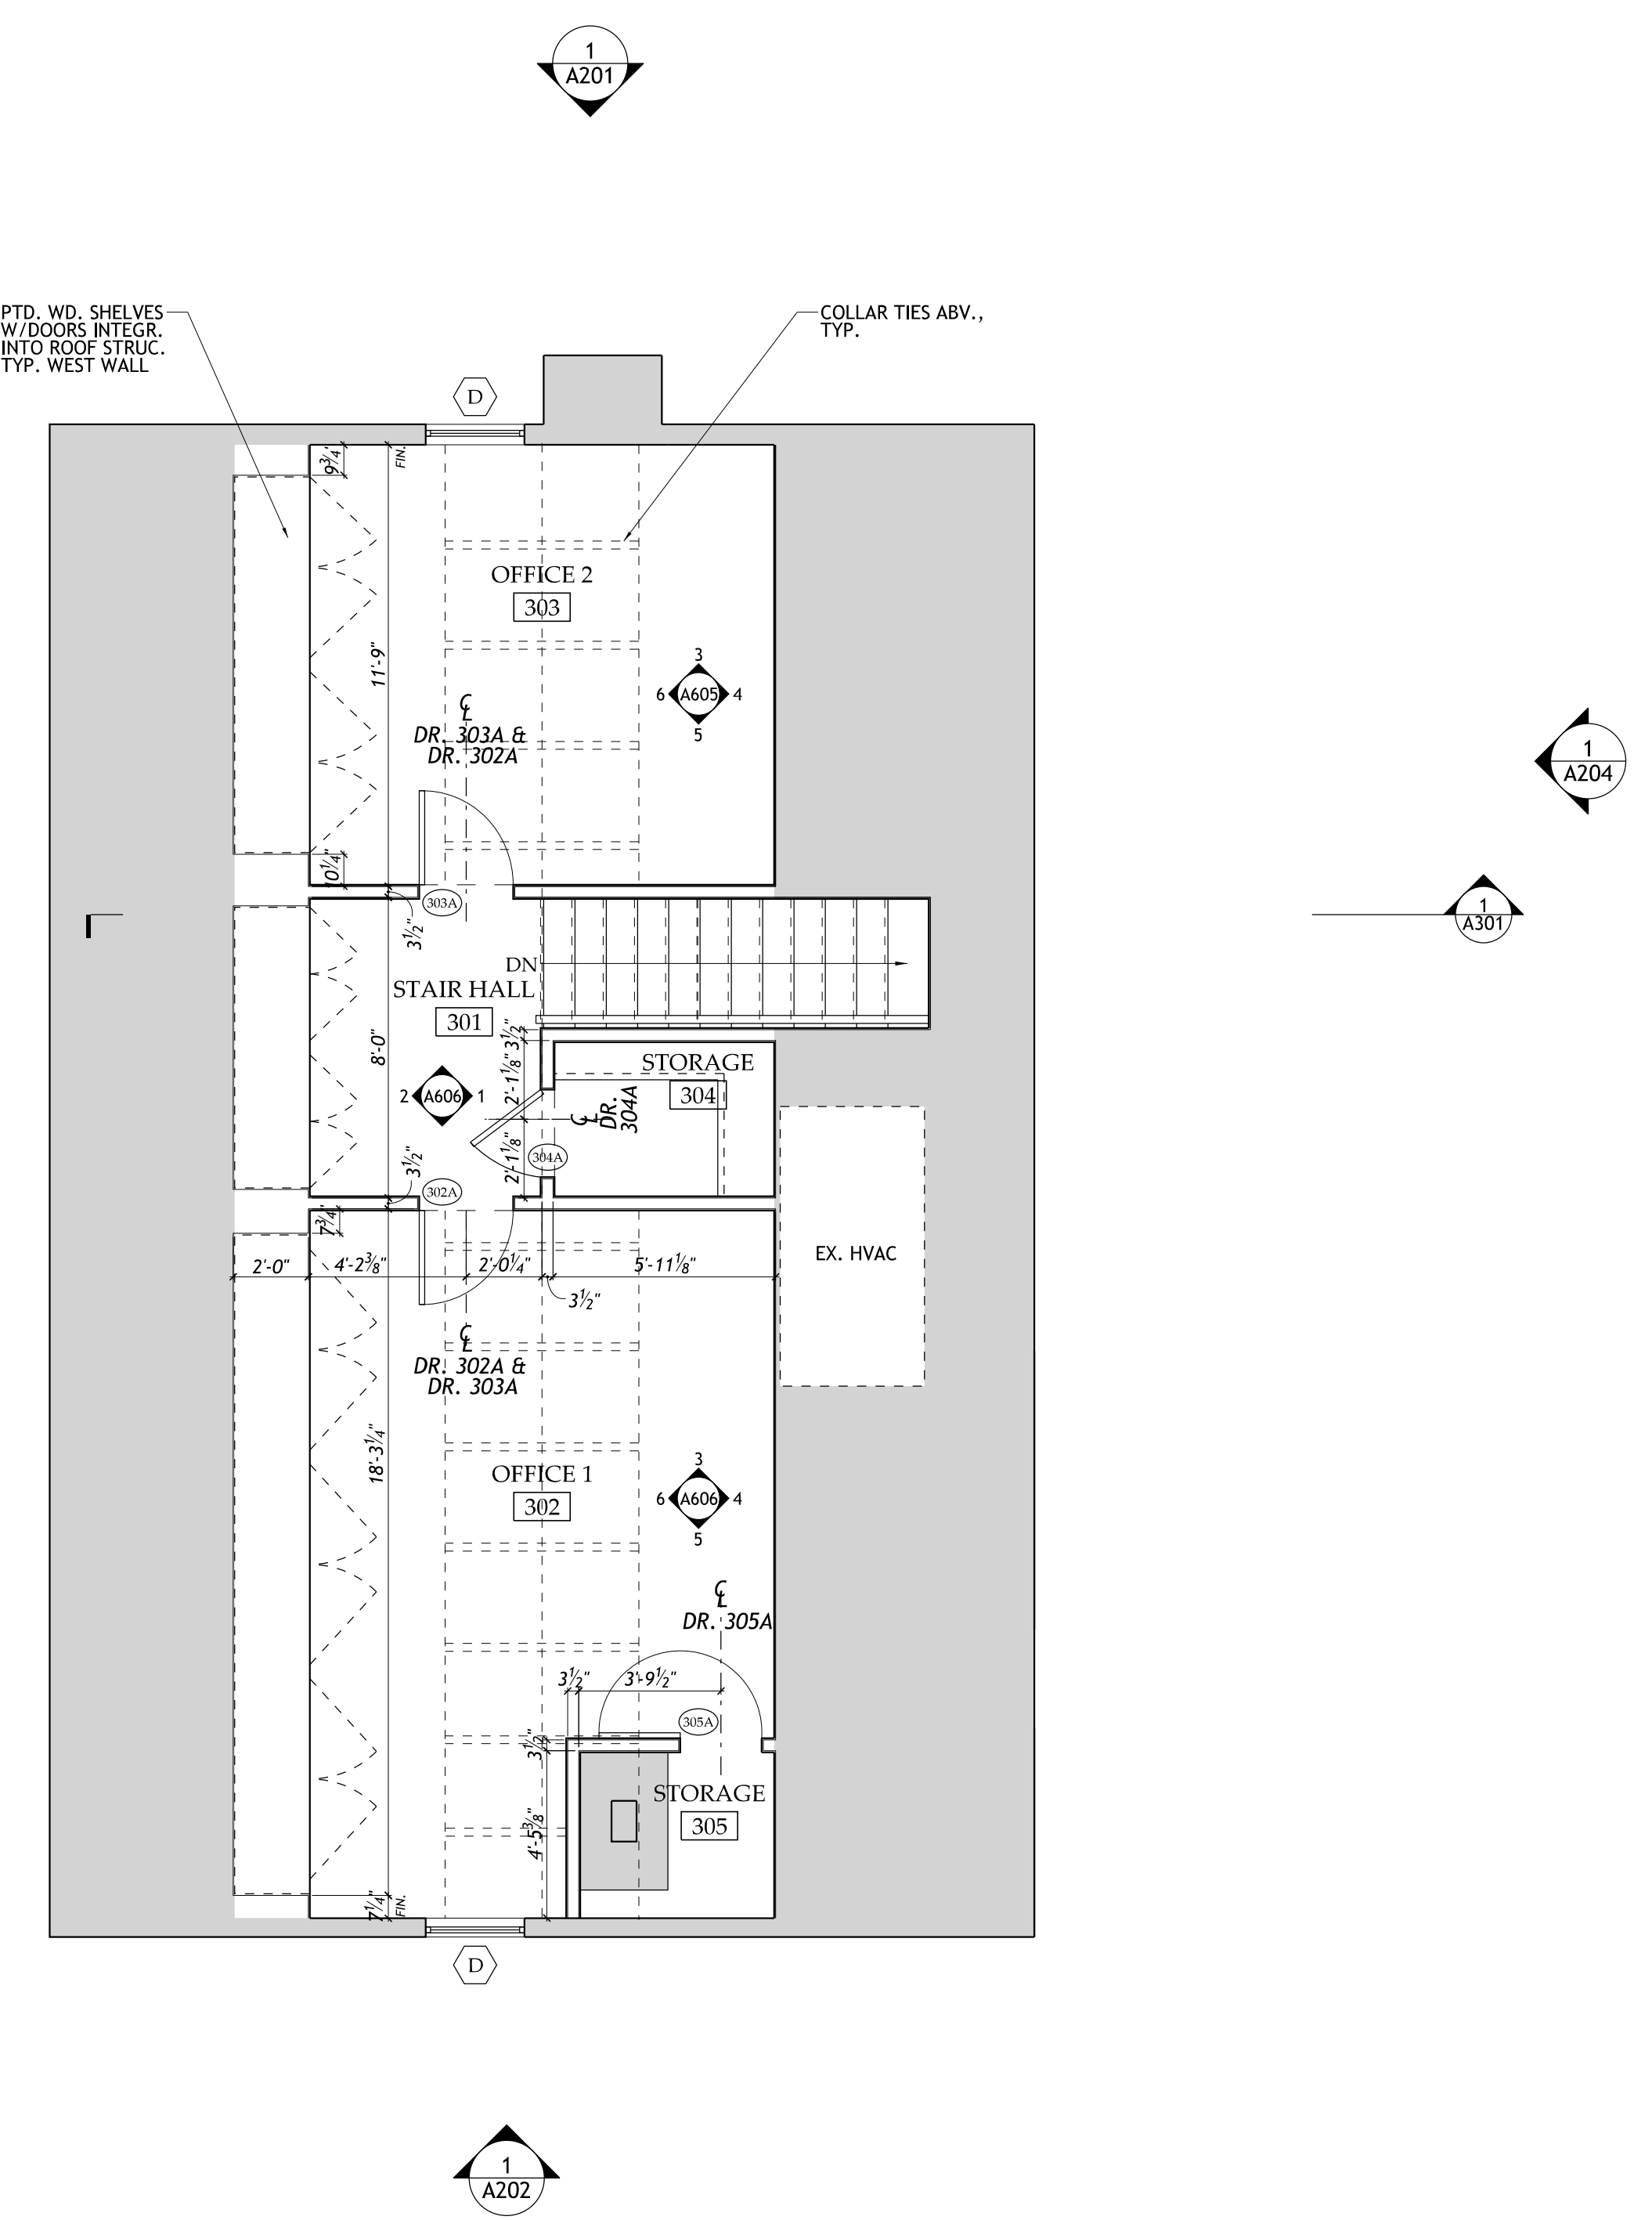 1
A201
PTD. WD. SHELVES
W/DOORS INTEGR.
INTO ROOF STRUC.
TYP. WEST WALL
COLLAR TIES ABV.,
TYP.
D
9¾"
FIN.
OFFICE 2
303
11'-9"
3
6 A605 4
5
℄
DR. 303A &
DR. 302A
1
A204
10¼"
303A
3½"
1
A301
DN
STAIR HALL
301
8'-0"
3½"
2'-1⅛"
STORAGE
304
2 A606 1
℄
DR.
304A
304A
2'-1⅛"
3½"
302A
7¾"
2'-0"
4'-2⅜"
2'-0¼"
5'-11⅛"
3½"
EX. HVAC
℄
DR. 302A &
DR. 303A
18'-3¼"
OFFICE 1
302
3
6 A606 4
5
℄
DR. 305A
3½"
3'-9½"
305A
3½"
STORAGE
305
4'-5⅜"
7¼"
FIN.
D
1
A202